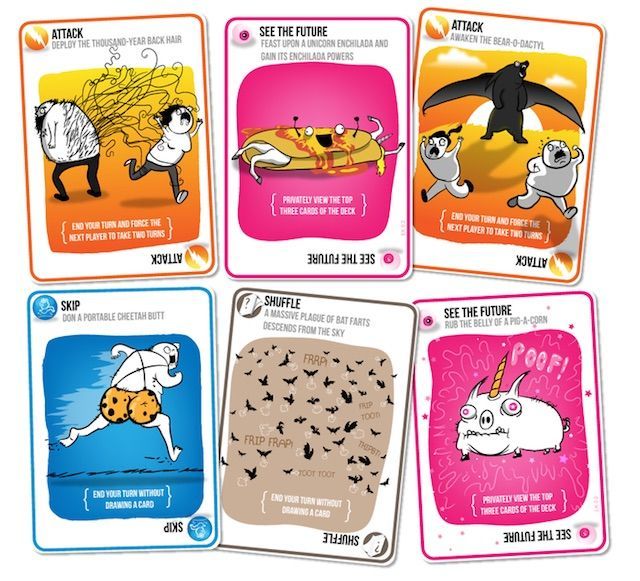 ATTACK
DEPLOY THE THOUSAND-YEAR BACK HAIR
END YOUR TURN AND FORCE THE
NEXT PLAYER TO TAKE TWO TURNS
ATTACK
SEE THE FUTURE
FEAST UPON A UNICORN ENCHILADA AND
GAIN ITS ENCHILADA POWERS
PRIVATELY VIEW THE TOP
THREE CARDS OF THE DECK
SEE THE FUTURE
ATTACK
AWAKEN THE BEAR-O-DACTYL
END YOUR TURN AND FORCE THE
NEXT PLAYER TO TAKE TWO TURNS
ATTACK
SKIP
DON A PORTABLE CHEETAH BUTT
END YOUR TURN WITHOUT
DRAWING A CARD
SKIP
?
SHUFFLE
A MASSIVE PLAGUE OF BAT FARTS
DESCENDS FROM THE SKY
FRRP!
FRIP
TOOT!
FRIP FRAP!
THPBT!
TOOT TOOT
END YOUR TURN WITHOUT
DRAWING A CARD
SHUFFLE
?
SEE THE FUTURE
RUB THE BELLY OF A PIG-A-CORN
POOF!
PRIVATELY VIEW THE TOP
THREE CARDS OF THE DECK
SEE THE FUTURE